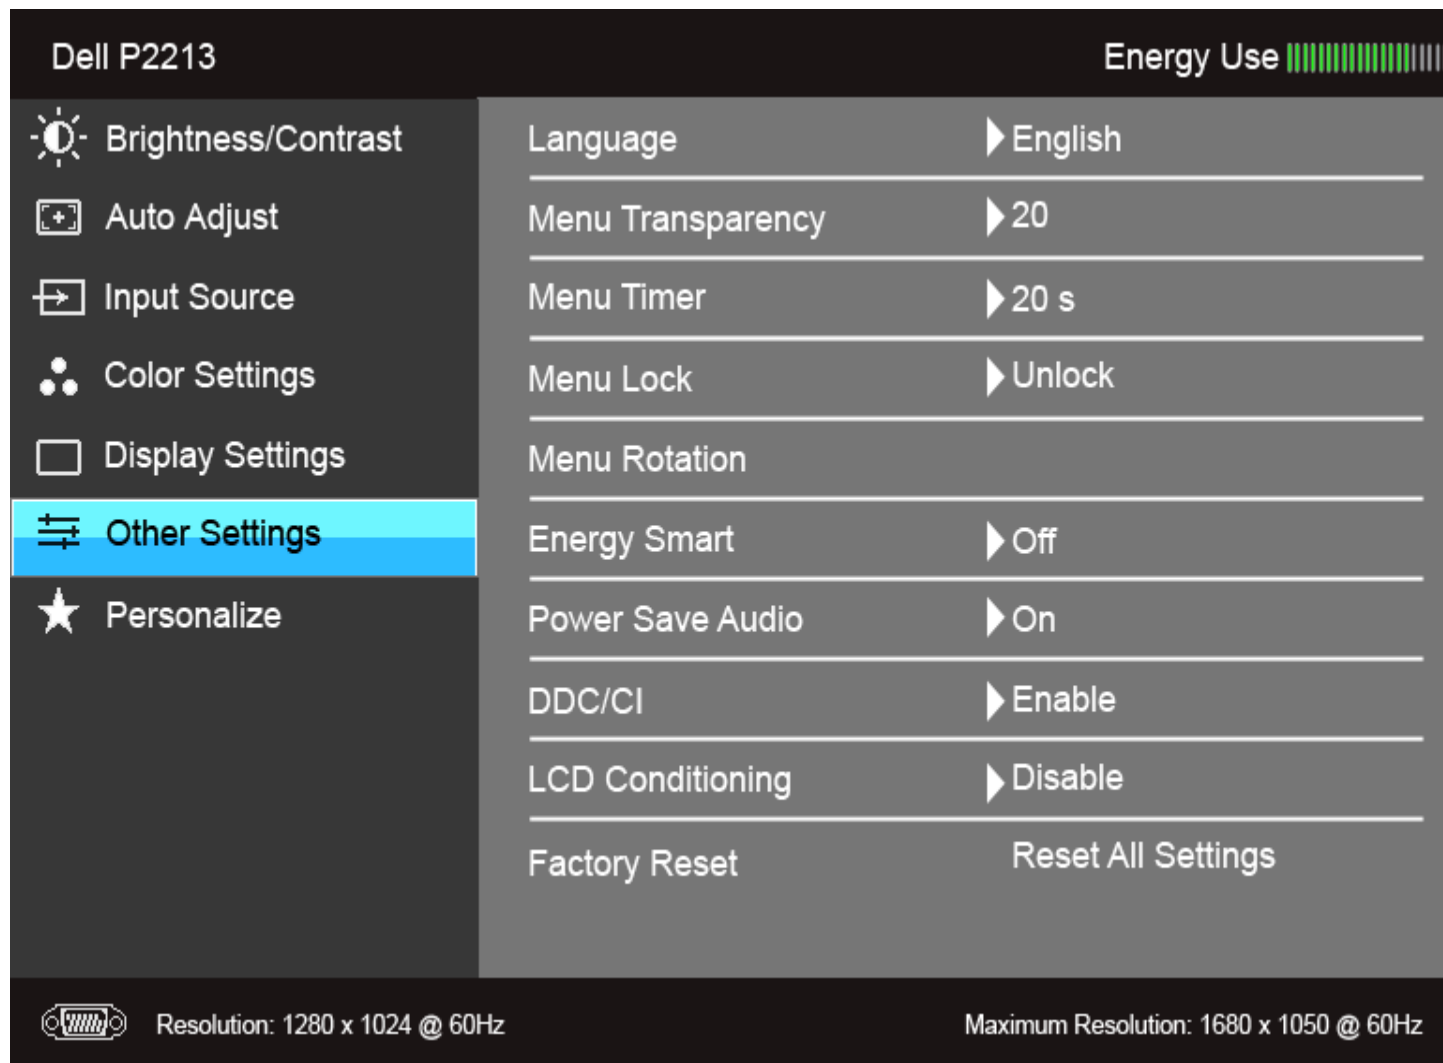 Dell P2213
Energy Use
Brightness/Contrast
Auto Adjust
Input Source
Color Settings
Display Settings
Other Settings
Personalize
Language English
Menu Transparency 20
Menu Timer 20 s
Menu Lock Unlock
Menu Rotation
Energy Smart Off
Power Save Audio On
DDC/CI Enable
LCD Conditioning Disable
Factory Reset Reset All Settings
Resolution: 1280 x 1024 @ 60Hz
Maximum Resolution: 1680 x 1050 @ 60Hz